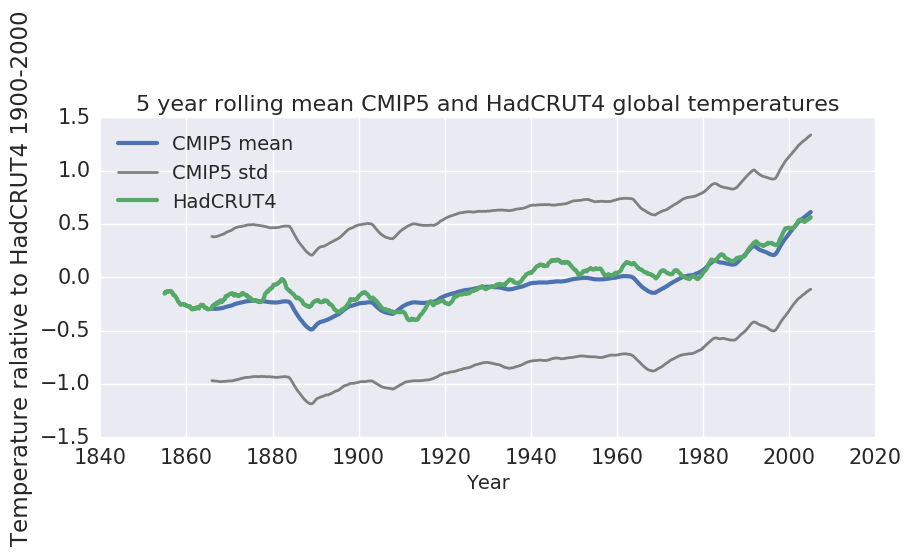 5 year rolling mean CMIP5 and HadCRUT4 global temperatures
Temperature ralative to HadCRUT4 1900-2000
1.5
1.0
0.5
0.0
−0.5
−1.0
−1.5
CMIP5 mean
CMIP5 std
HadCRUT4
1840 1860 1880 1900 1920 1940 1960 1980 2000 2020
Year